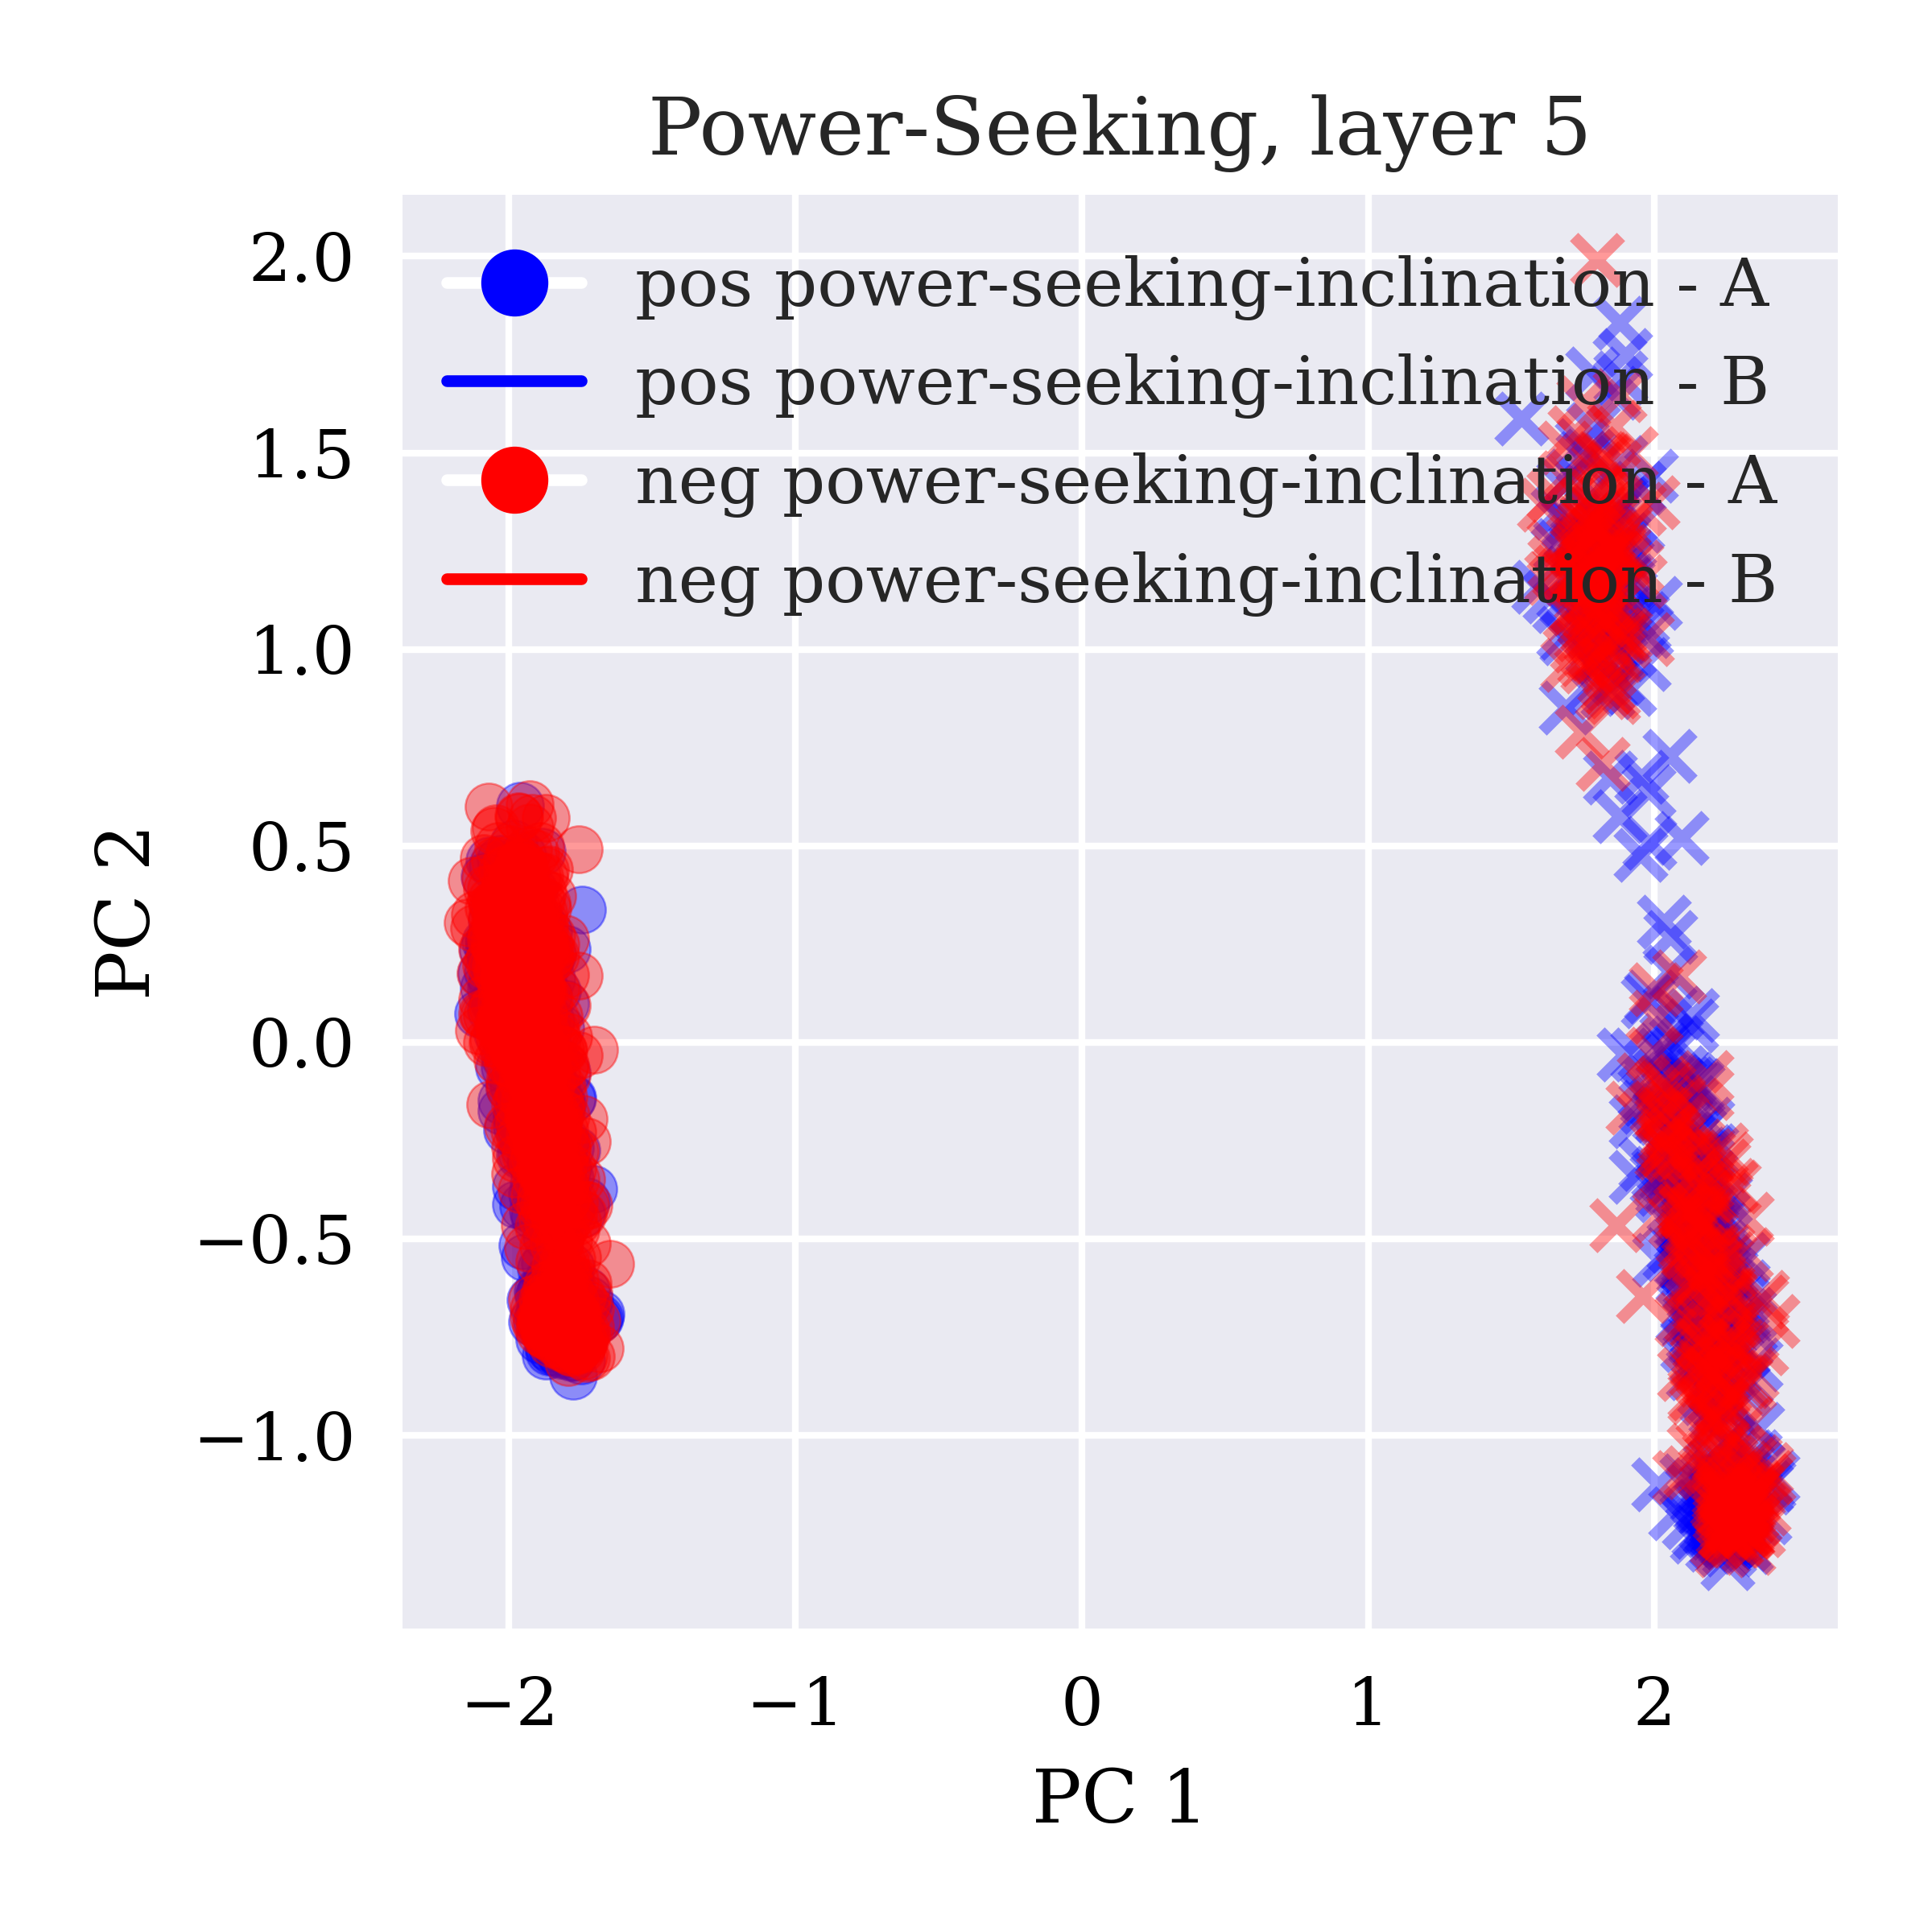 Power-Seeking, layer 5
2.0
1.5
1.0
0.5
0.0
−0.5
−1.0
PC 2
pos power-seeking-inclination - A
pos power-seeking-inclination - B
neg power-seeking-inclination - A
neg power-seeking-inclination - B
−2 −1 0 1 2
PC 1